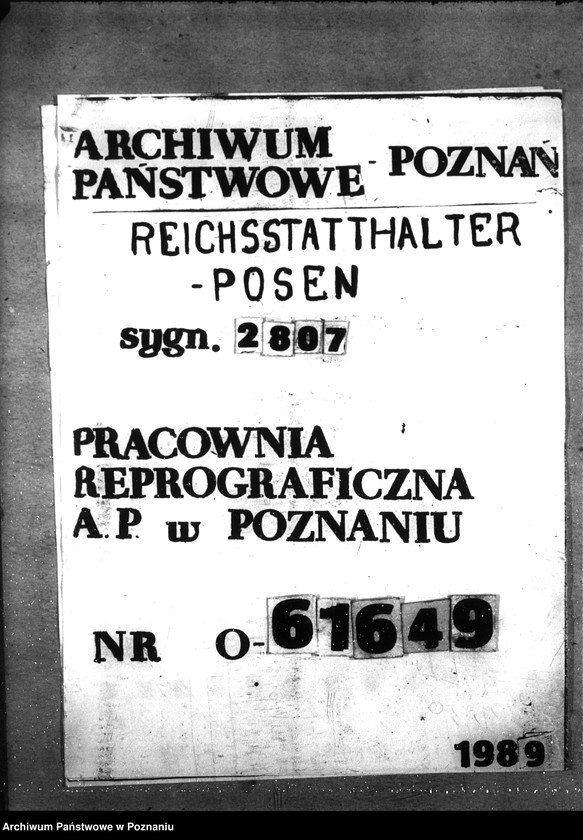 ARCHIWUM
PAŃSTWOWE - POZNAŃ
REICHSSTATTHALTER
-POSEN
sygn. 2807
PRACOWNIA
REPROGRAFICZNA
A.P. w POZNANIU
NR O-61649
1989
Archiwum Państwowe w Poznaniu